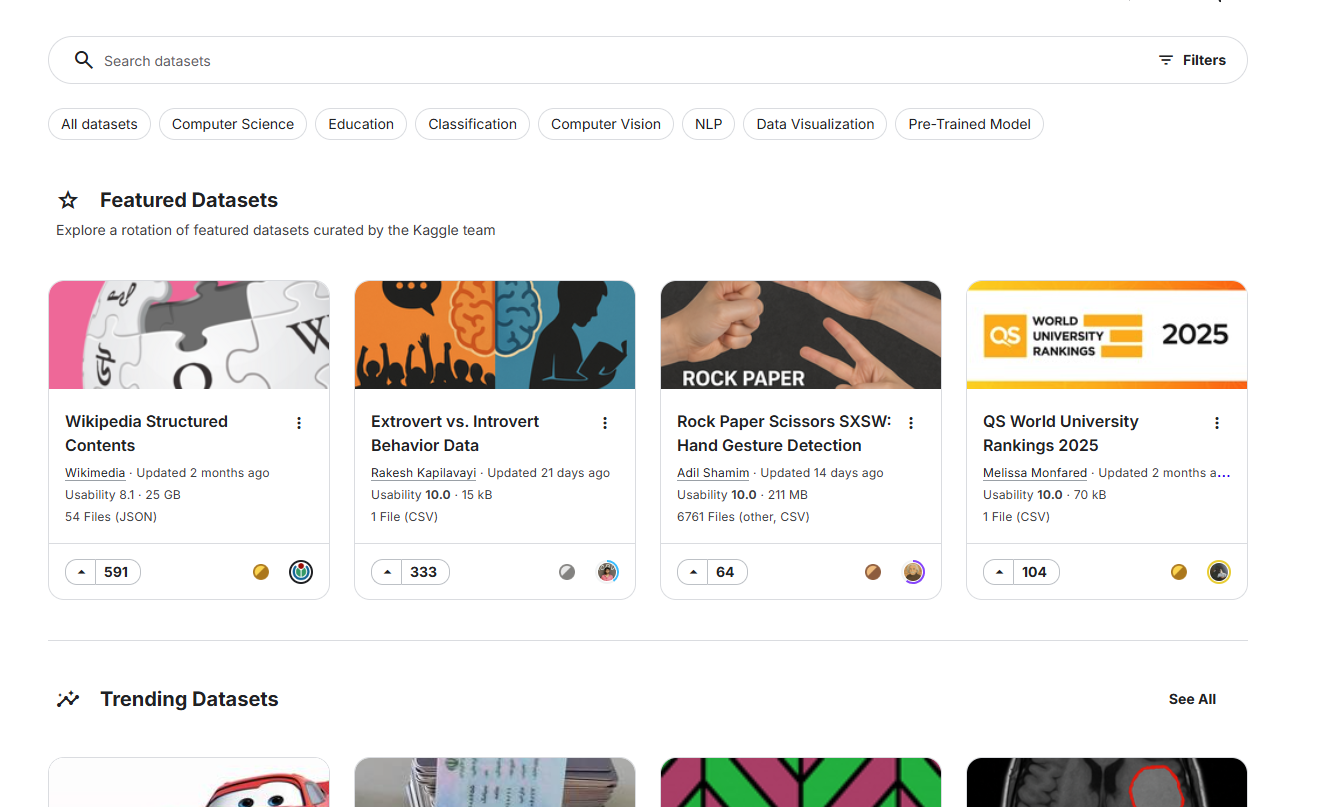 Search datasets
Filters
All datasets
Computer Science
Education
Classification
Computer Vision
NLP
Data Visualization
Pre-Trained Model
Featured Datasets
Explore a rotation of featured datasets curated by the Kaggle team
W
ROCK PAPER
QS
WORLD
UNIVERSITY
RANKINGS
2025
Wikipedia Structured
Contents
Wikimedia · Updated 2 months ago
Usability 8.1 · 25 GB
54 Files (JSON)
591
Extrovert vs. Introvert
Behavior Data
Rakesh Kapilavayi · Updated 21 days ago
Usability 10.0 · 15 kB
1 File (CSV)
333
Rock Paper Scissors SXSW:
Hand Gesture Detection
Adil Shamim · Updated 14 days ago
Usability 10.0 · 211 MB
6761 Files (other, CSV)
64
QS World University
Rankings 2025
Melissa Monfared · Updated 2 months a...
Usability 10.0 · 70 kB
1 File (CSV)
104
Trending Datasets
See All